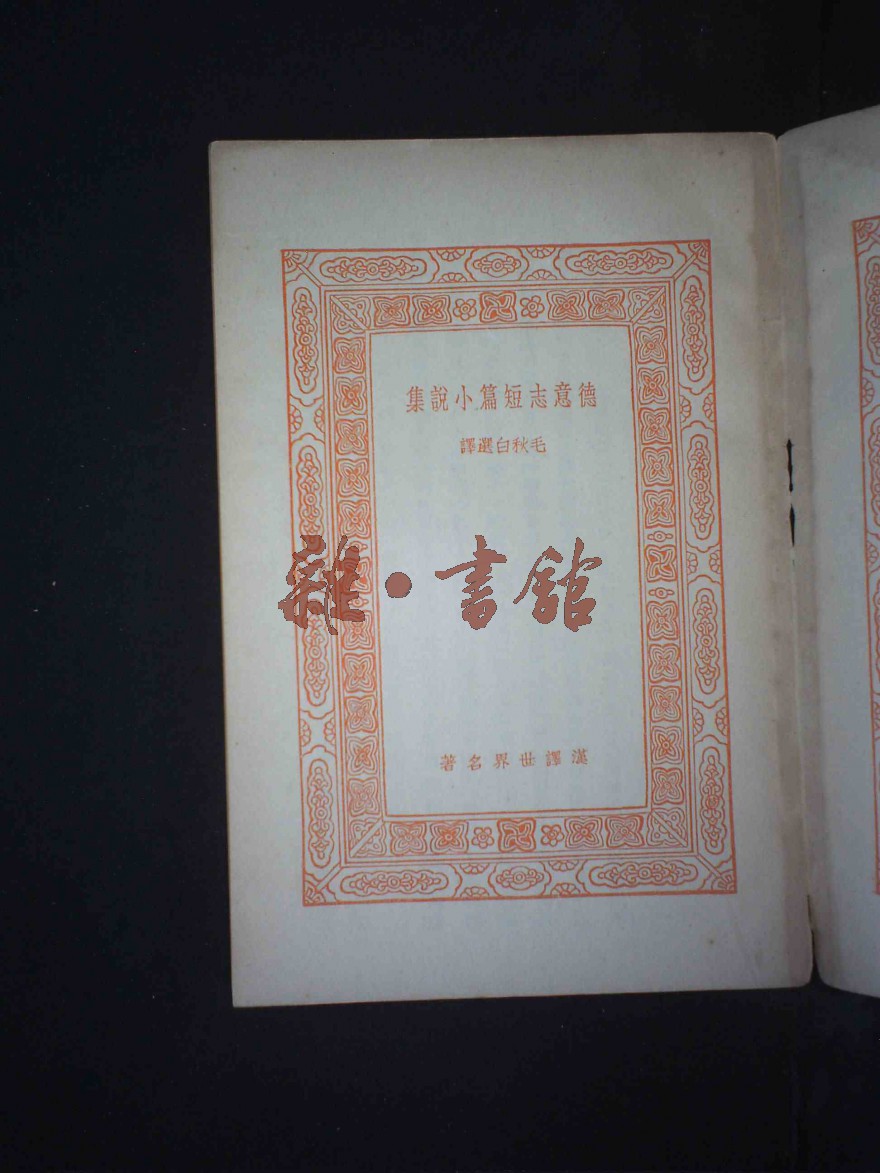 德意志短篇小說集
毛秋白選譯
雜·書館
漢譯世界名著